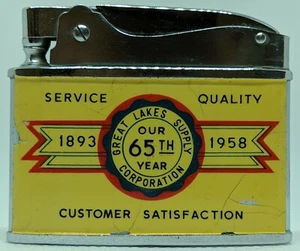 SERVICE QUALITY
GREAT LAKES SUPPLY
1893 OUR 1958
65TH
YEAR
CORPORATION
CUSTOMER SATISFACTION